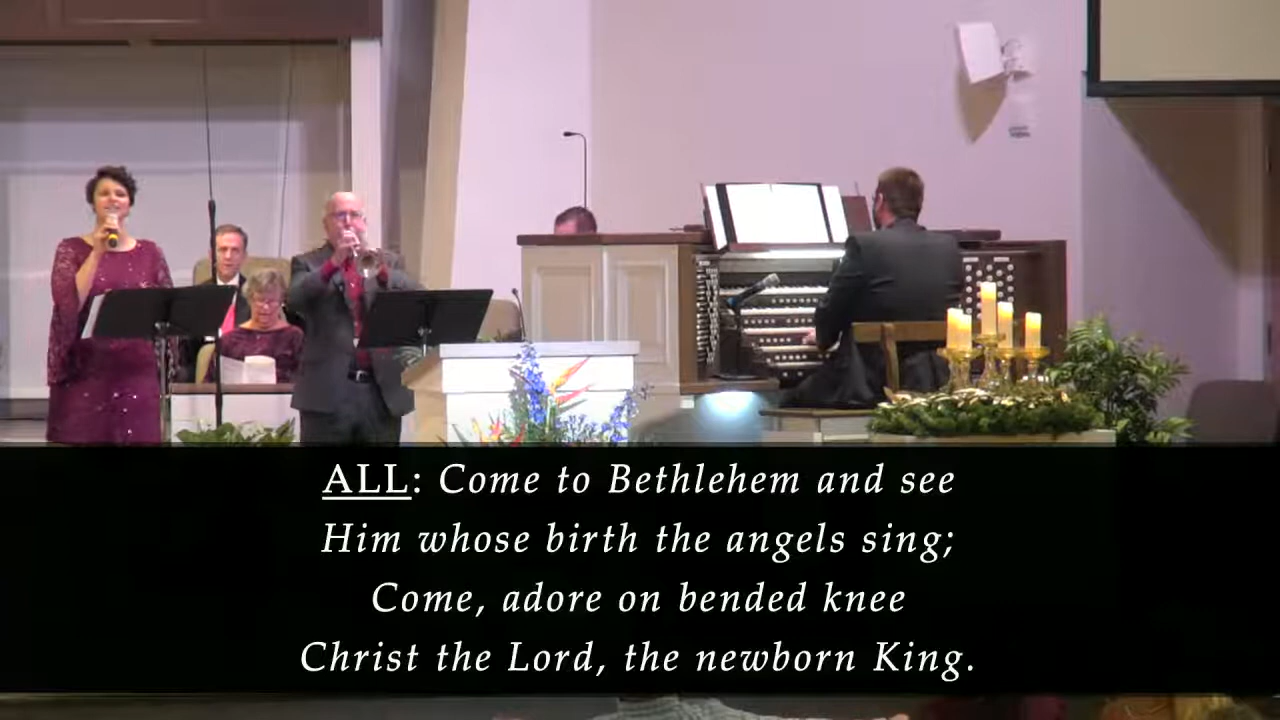 ALL: Come to Bethlehem and see
Him whose birth the angels sing;
Come, adore on bended knee
Christ the Lord, the newborn King.